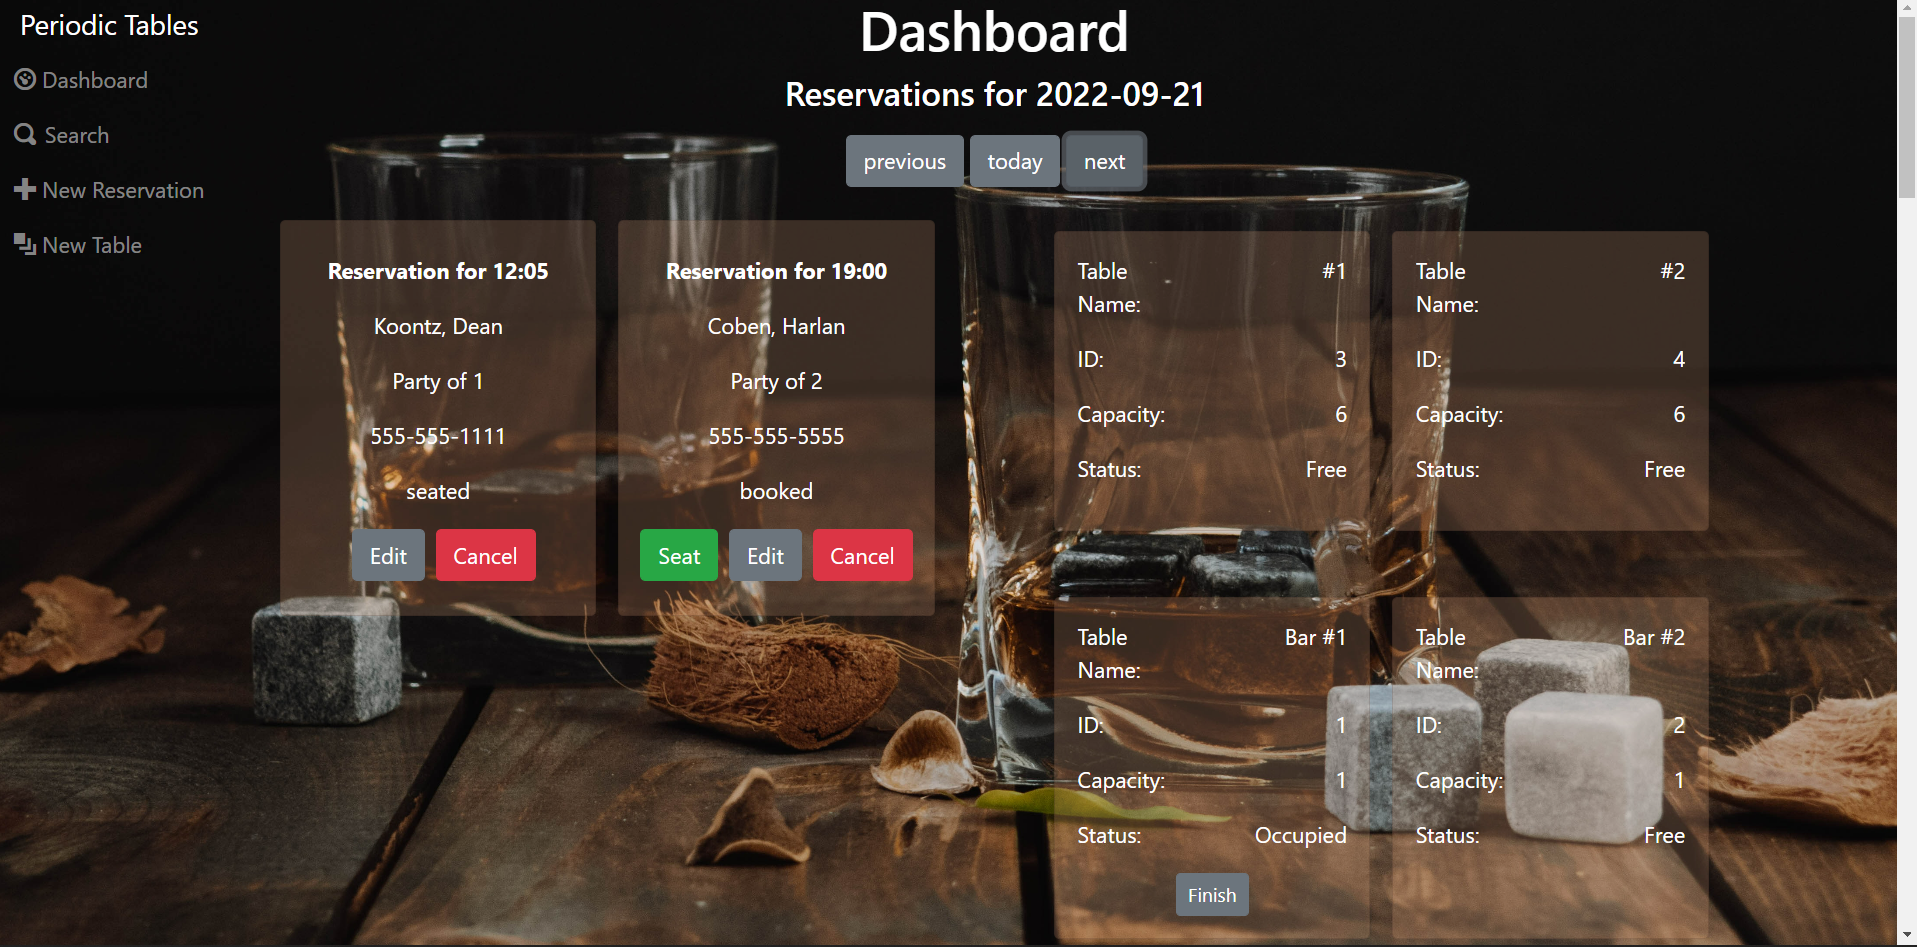 Periodic Tables
Dashboard
Search
New Reservation
New Table
Dashboard
Reservations for 2022-09-21
previous today next
Reservation for 12:05
Koontz, Dean
Party of 1
555-555-1111
seated
Edit Cancel
Reservation for 19:00
Coben, Harlan
Party of 2
555-555-5555
booked
Seat Edit Cancel
Table #1
Name:
ID: 3
Capacity: 6
Status: Free
Table #2
Name:
ID: 4
Capacity: 6
Status: Free
Table Bar #1
Name:
ID: 1
Capacity: 1
Status: Occupied
Finish
Table Bar #2
Name:
ID: 2
Capacity: 1
Status: Free